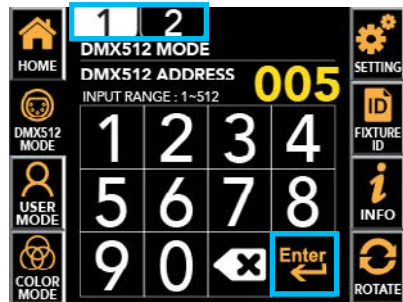 1 2
DMX512 MODE
HOME
SETTING
DMX512 ADDRESS
005
INPUT RANGE : 1~512
DMX512
MODE
1 2 3 4
ID
FIXTURE
ID
USER
MODE
5 6 7 8
i
INFO
COLOR
MODE
9 0 X Enter
ROTATE